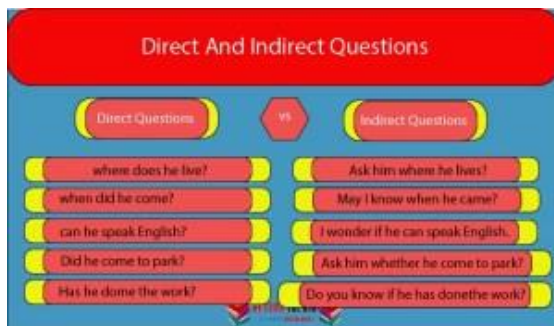 Direct And Indirect Questions
Direct Questions
vs
Indirect Questions
where does he live?
Ask him where he lives?
when did he come?
May I know when he came?
can he speak English?
I wonder if he can speak English.
Did he come to park?
Ask him whether he come to park?
Has he dome the work?
Do you know if he has donethe work?